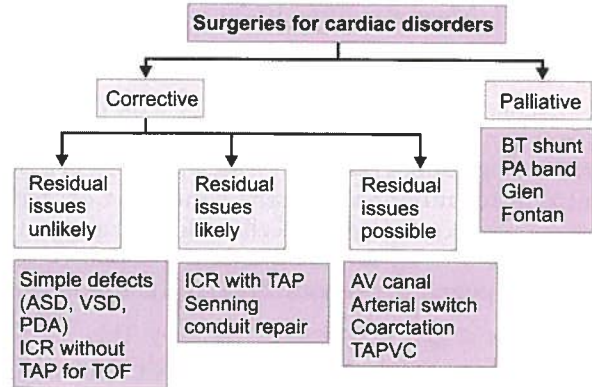 Surgeries for cardiac disorders
Corrective
Palliative
BT shunt
PA band
Glen
Fontan
Residual
issues
unlikely
Residual
issues
likely
Residual
issues
possible
Simple defects
(ASD, VSD,
PDA)
ICR without
TAP for TOF
ICR with TAP
Senning
conduit repair
AV canal
Arterial switch
Coarctation
TAPVC